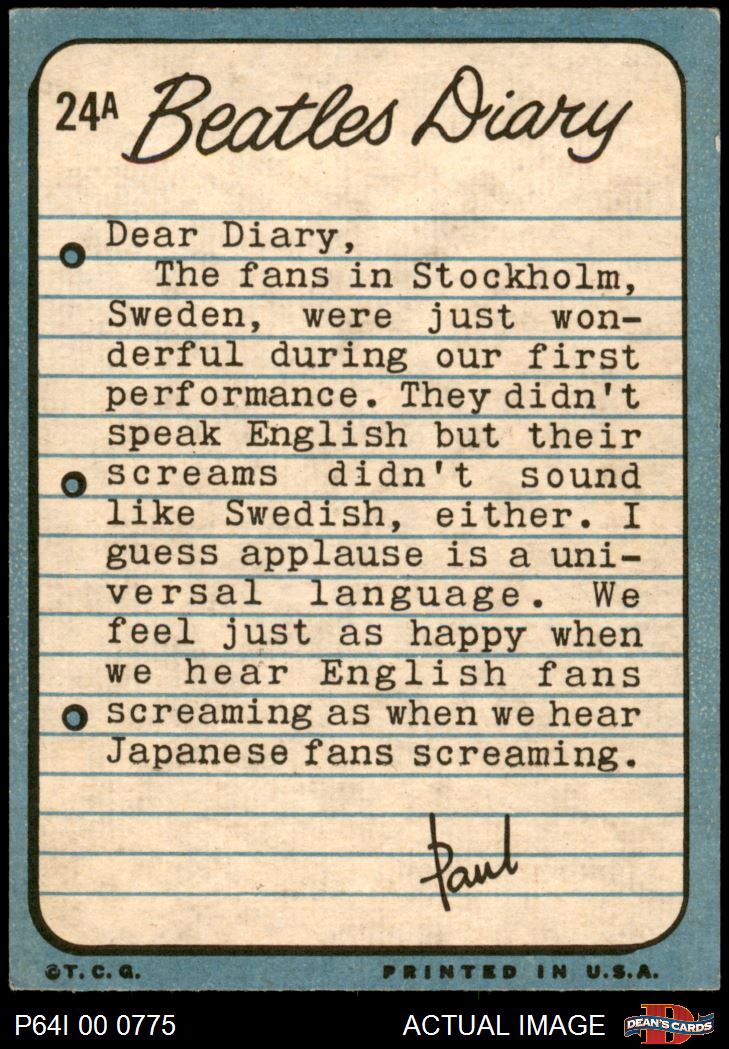 24A Beatles Diary
Dear Diary,
The fans in Stockholm,
Sweden, were just won-
derful during our first
performance. They didn't
speak English but their
screams didn't sound
like Swedish, either. I
guess applause is a uni-
versal language. We
feel just as happy when
we hear English fans
screaming as when we hear
Japanese fans screaming.
Paul
©T.C.G. PRINTED IN U.S.A.
P64I 00 0775 ACTUAL IMAGE D DEAN'S CARDS